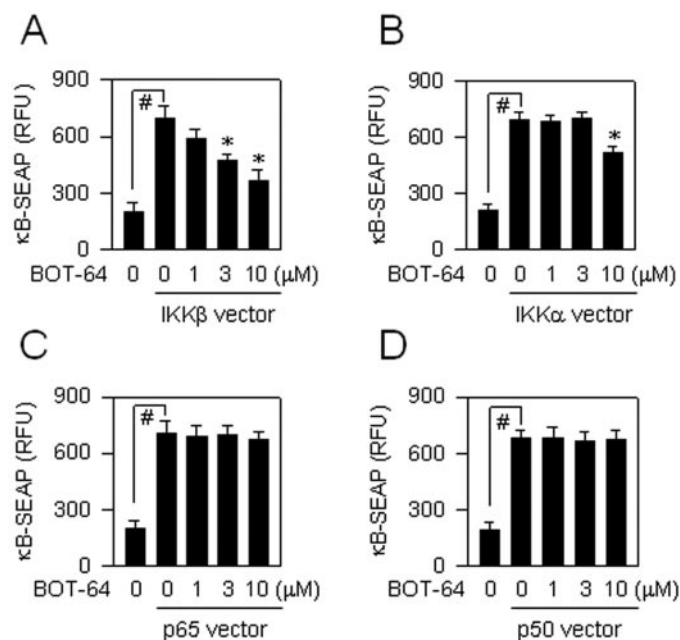 A
κB-SEAP (RFU)
900
600
300
0
#
*
*
BOT-64 0 0 1 3 10 (μM)
IKKβ vector
B
κB-SEAP (RFU)
900
600
300
0
#
*
BOT-64 0 0 1 3 10 (μM)
IKKα vector
C
κB-SEAP (RFU)
900
600
300
0
#
BOT-64 0 0 1 3 10 (μM)
p65 vector
D
κB-SEAP (RFU)
900
600
300
0
#
BOT-64 0 0 1 3 10 (μM)
p50 vector